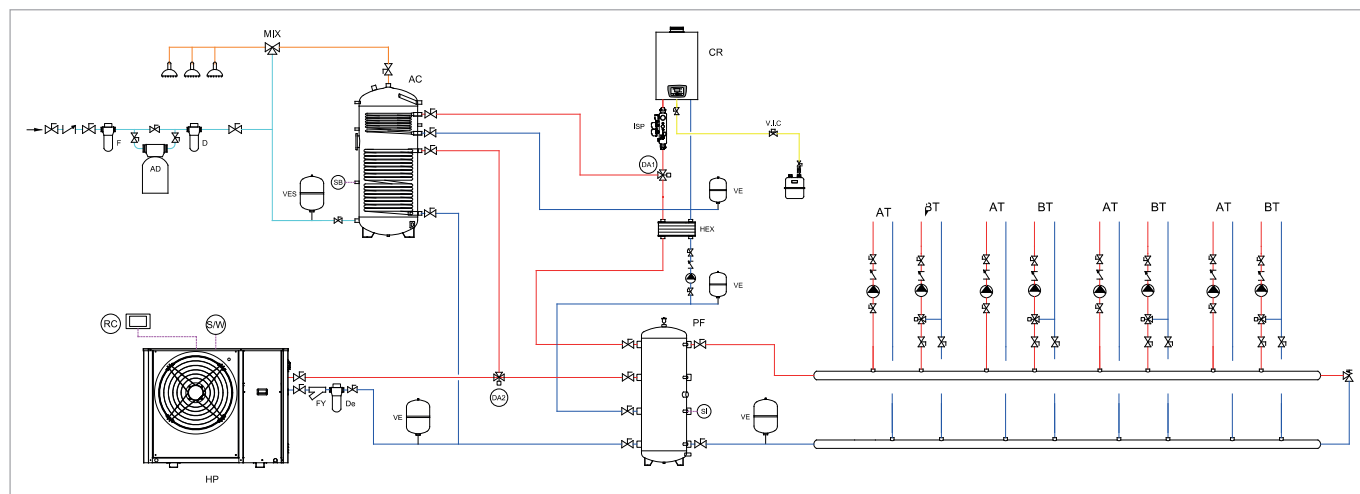 MIX
CR
AC
ISP
V.I.C
F
D
AD
DA1
SB
VES
VE
HEX
AT
BT
AT
BT
AT
BT
AT
BT
VE
RC
S/W
PF
DA2
SI
FY
De
VE
VE
HP